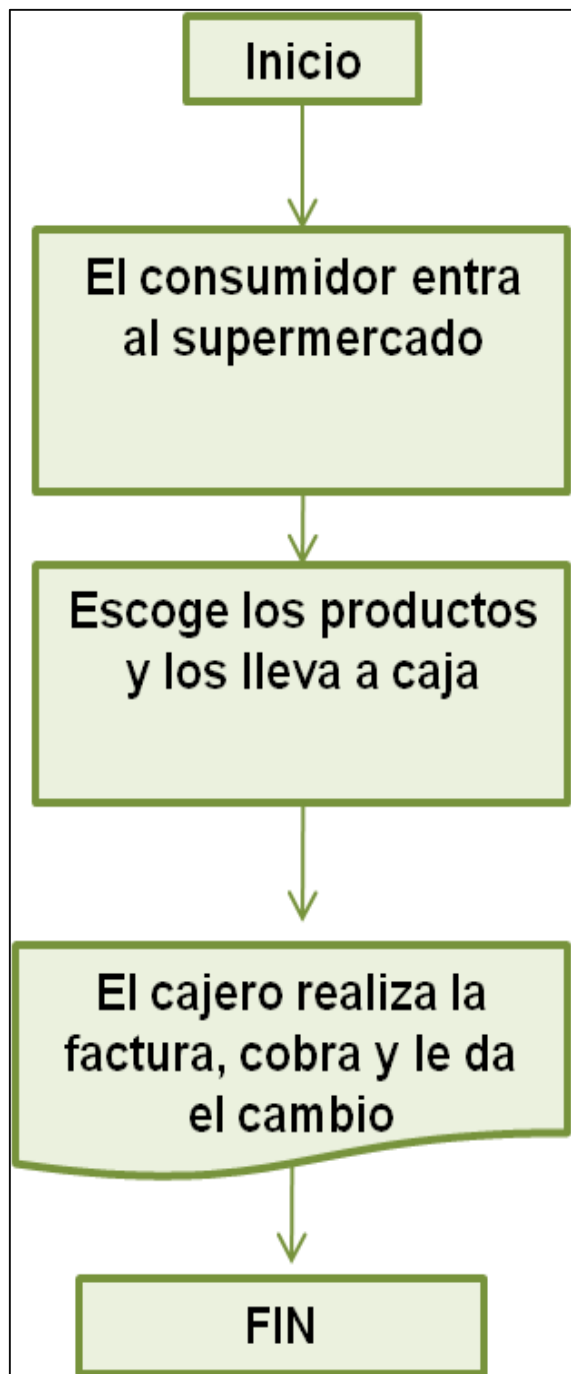 Inicio
El consumidor entra
al supermercado
Escoge los productos
y los lleva a caja
El cajero realiza la
factura, cobra y le da
el cambio
FIN